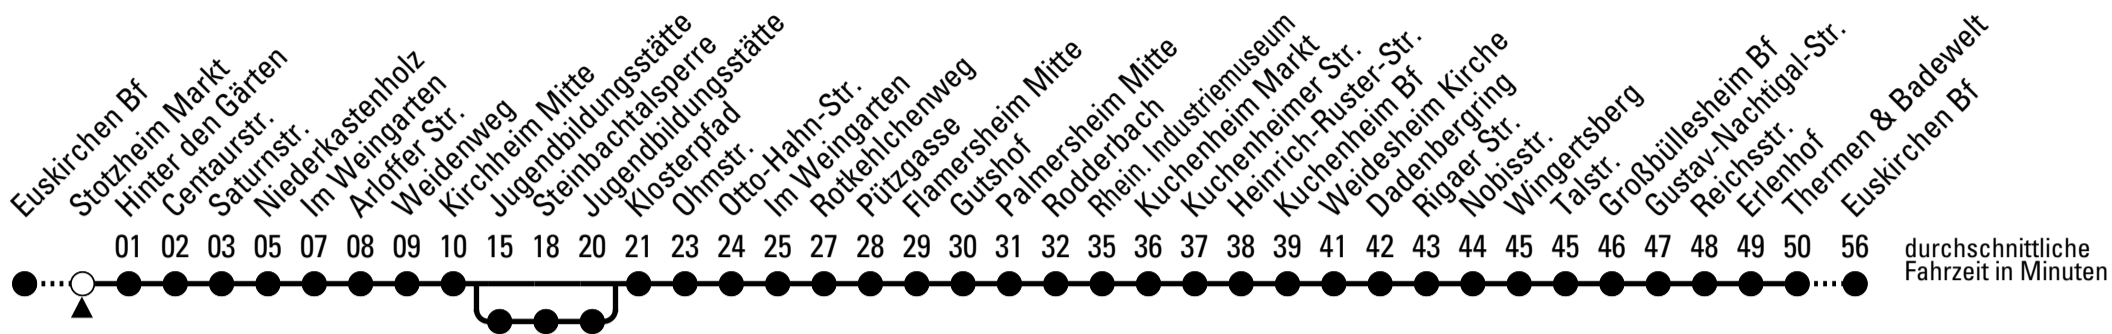 Euskirchen Bf
Stotzheim Markt
Hinter den Gärten
Centaurstr.
Saturnstr.
Niederkastenholz
Im Weingarten
Arloffer Str.
Weidenweg
Kirchheim Mitte
Jugendbildungsstätte
Steinbachtalsperre
Jugendbildungsstätte
Klosterpfad
Ohmstr.
Otto-Hahn-Str.
Im Weingarten
Rotkehlchenweg
Pützgasse
Flamersheim Mitte
Gutshof
Palmersheim Mitte
Rodderbach
Rhein. Industriemuseum
Kuchenheim Markt
Kuchenheimer Str.
Heinrich-Ruster-Str.
Kuchenheim Bf
Weidesheim Kirche
Dadenbergring
Rigaer Str.
Nobisstr.
Wingertsberg
Talstr.
Großbüllesheim Bf
Gustav-Nachtigal-Str.
Reichsstr.
Erlenhof
Thermen & Badewelt
Euskirchen Bf
01 02 03 05 07 08 09 10 15 18 20 21 23 24 25 27 28 29 30 31 32 35 36 37 38 39 41 42 43 44 45 45 46 47 48 49 50 56
durchschnittliche
Fahrzeit in Minuten